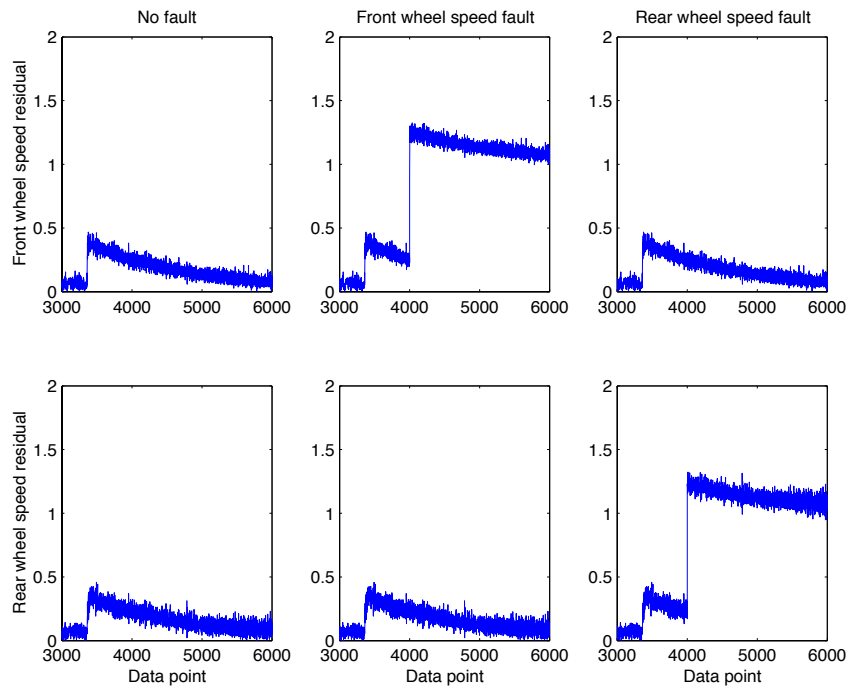 No fault
Front wheel speed fault
Rear wheel speed fault
Front wheel speed residual
2
1.5
1
0.5
0
3000 4000 5000 6000
2
1.5
1
0.5
0
3000 4000 5000 6000
2
1.5
1
0.5
0
3000 4000 5000 6000
Rear wheel speed residual
2
1.5
1
0.5
0
3000 4000 5000 6000
Data point
2
1.5
1
0.5
0
3000 4000 5000 6000
Data point
2
1.5
1
0.5
0
3000 4000 5000 6000
Data point